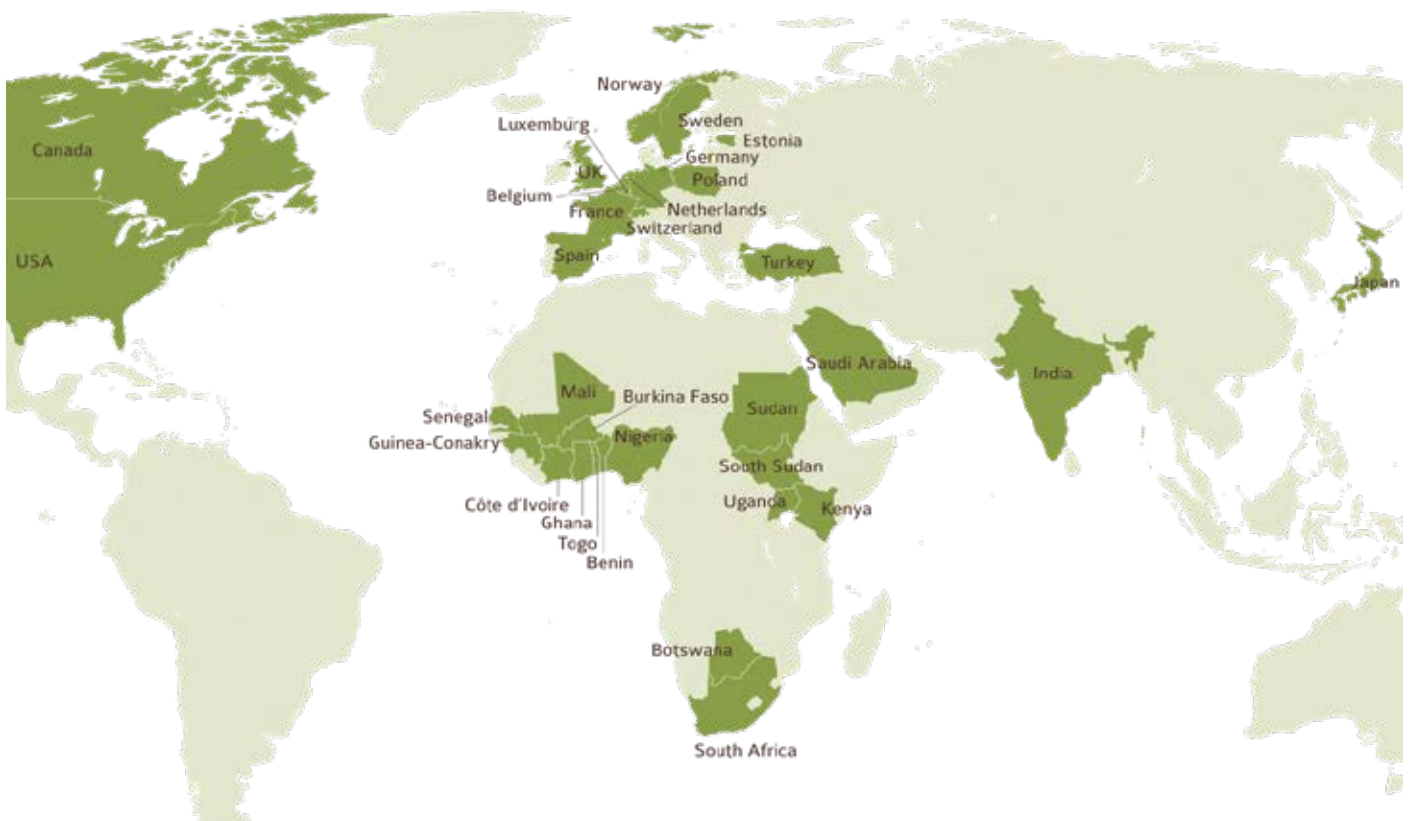 Norway
Sweden
Luxemburg
Estonia
Canada
Germany
UK
Poland
Belgium
Netherlands
France
Switzerland
Spain
USA
Turkey
Japan
Saudi Arabia
India
Mali
Burkina Faso
Sudan
Senegal
Nigeria
Guinea-Conakry
South Sudan
Uganda
Kenya
Côte d'Ivoire
Ghana
Togo
Benin
Botswana
South Africa